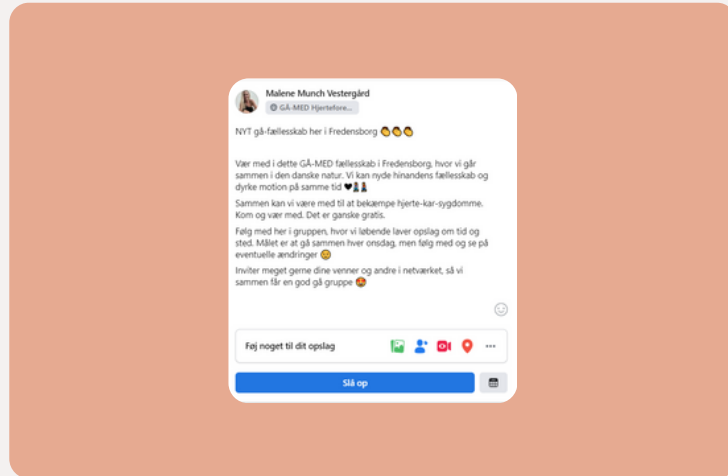 Malene Munch Vestergård
GÅ-MED Hjertefore...
NYT gå-fællesskab her i Fredensborg 👏👏👏
Vær med i dette GÅ-MED fællesskab i Fredensborg, hvor vi går
sammen i den danske natur. Vi kan nyde hinandens fællesskab og
dyrke motion på samme tid
Sammen kan vi være med til at bekæmpe hjerte-kar-sygdomme.
Kom og vær med. Det er ganske gratis.
Følg med her i gruppen, hvor vi løbende laver opslag om tid og
sted. Målet er at gå sammen hver onsdag, men følg med og se på
eventuelle ændringer
Inviter meget gerne dine venner og andre i netværket, så vi
sammen får en god gå gruppe
Føj noget til dit opslag
Slå op